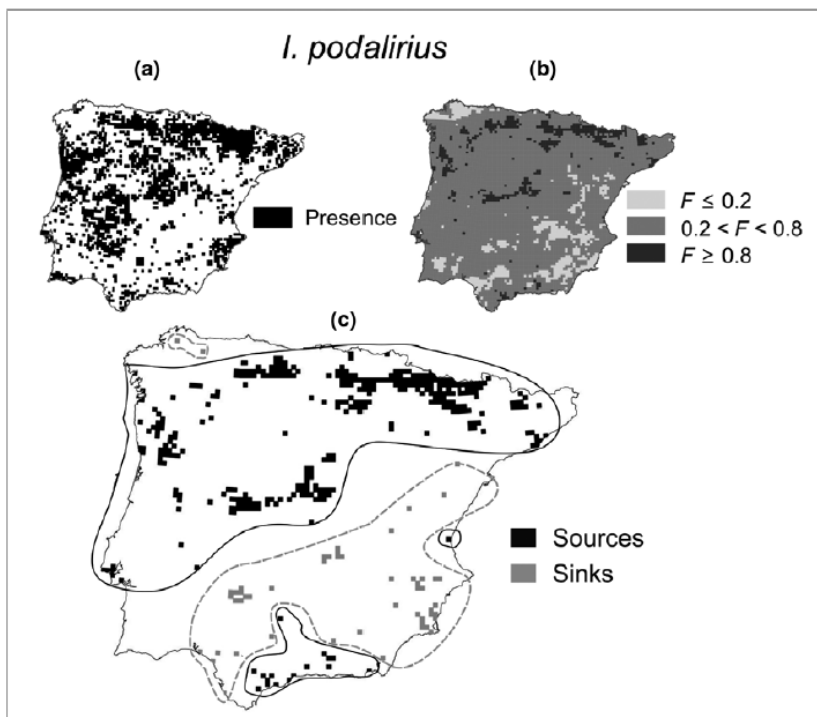 I. podalirius
(a)
(b)
Presence
F ≤ 0.2
0.2 < F < 0.8
F ≥ 0.8
(c)
Sources
Sinks